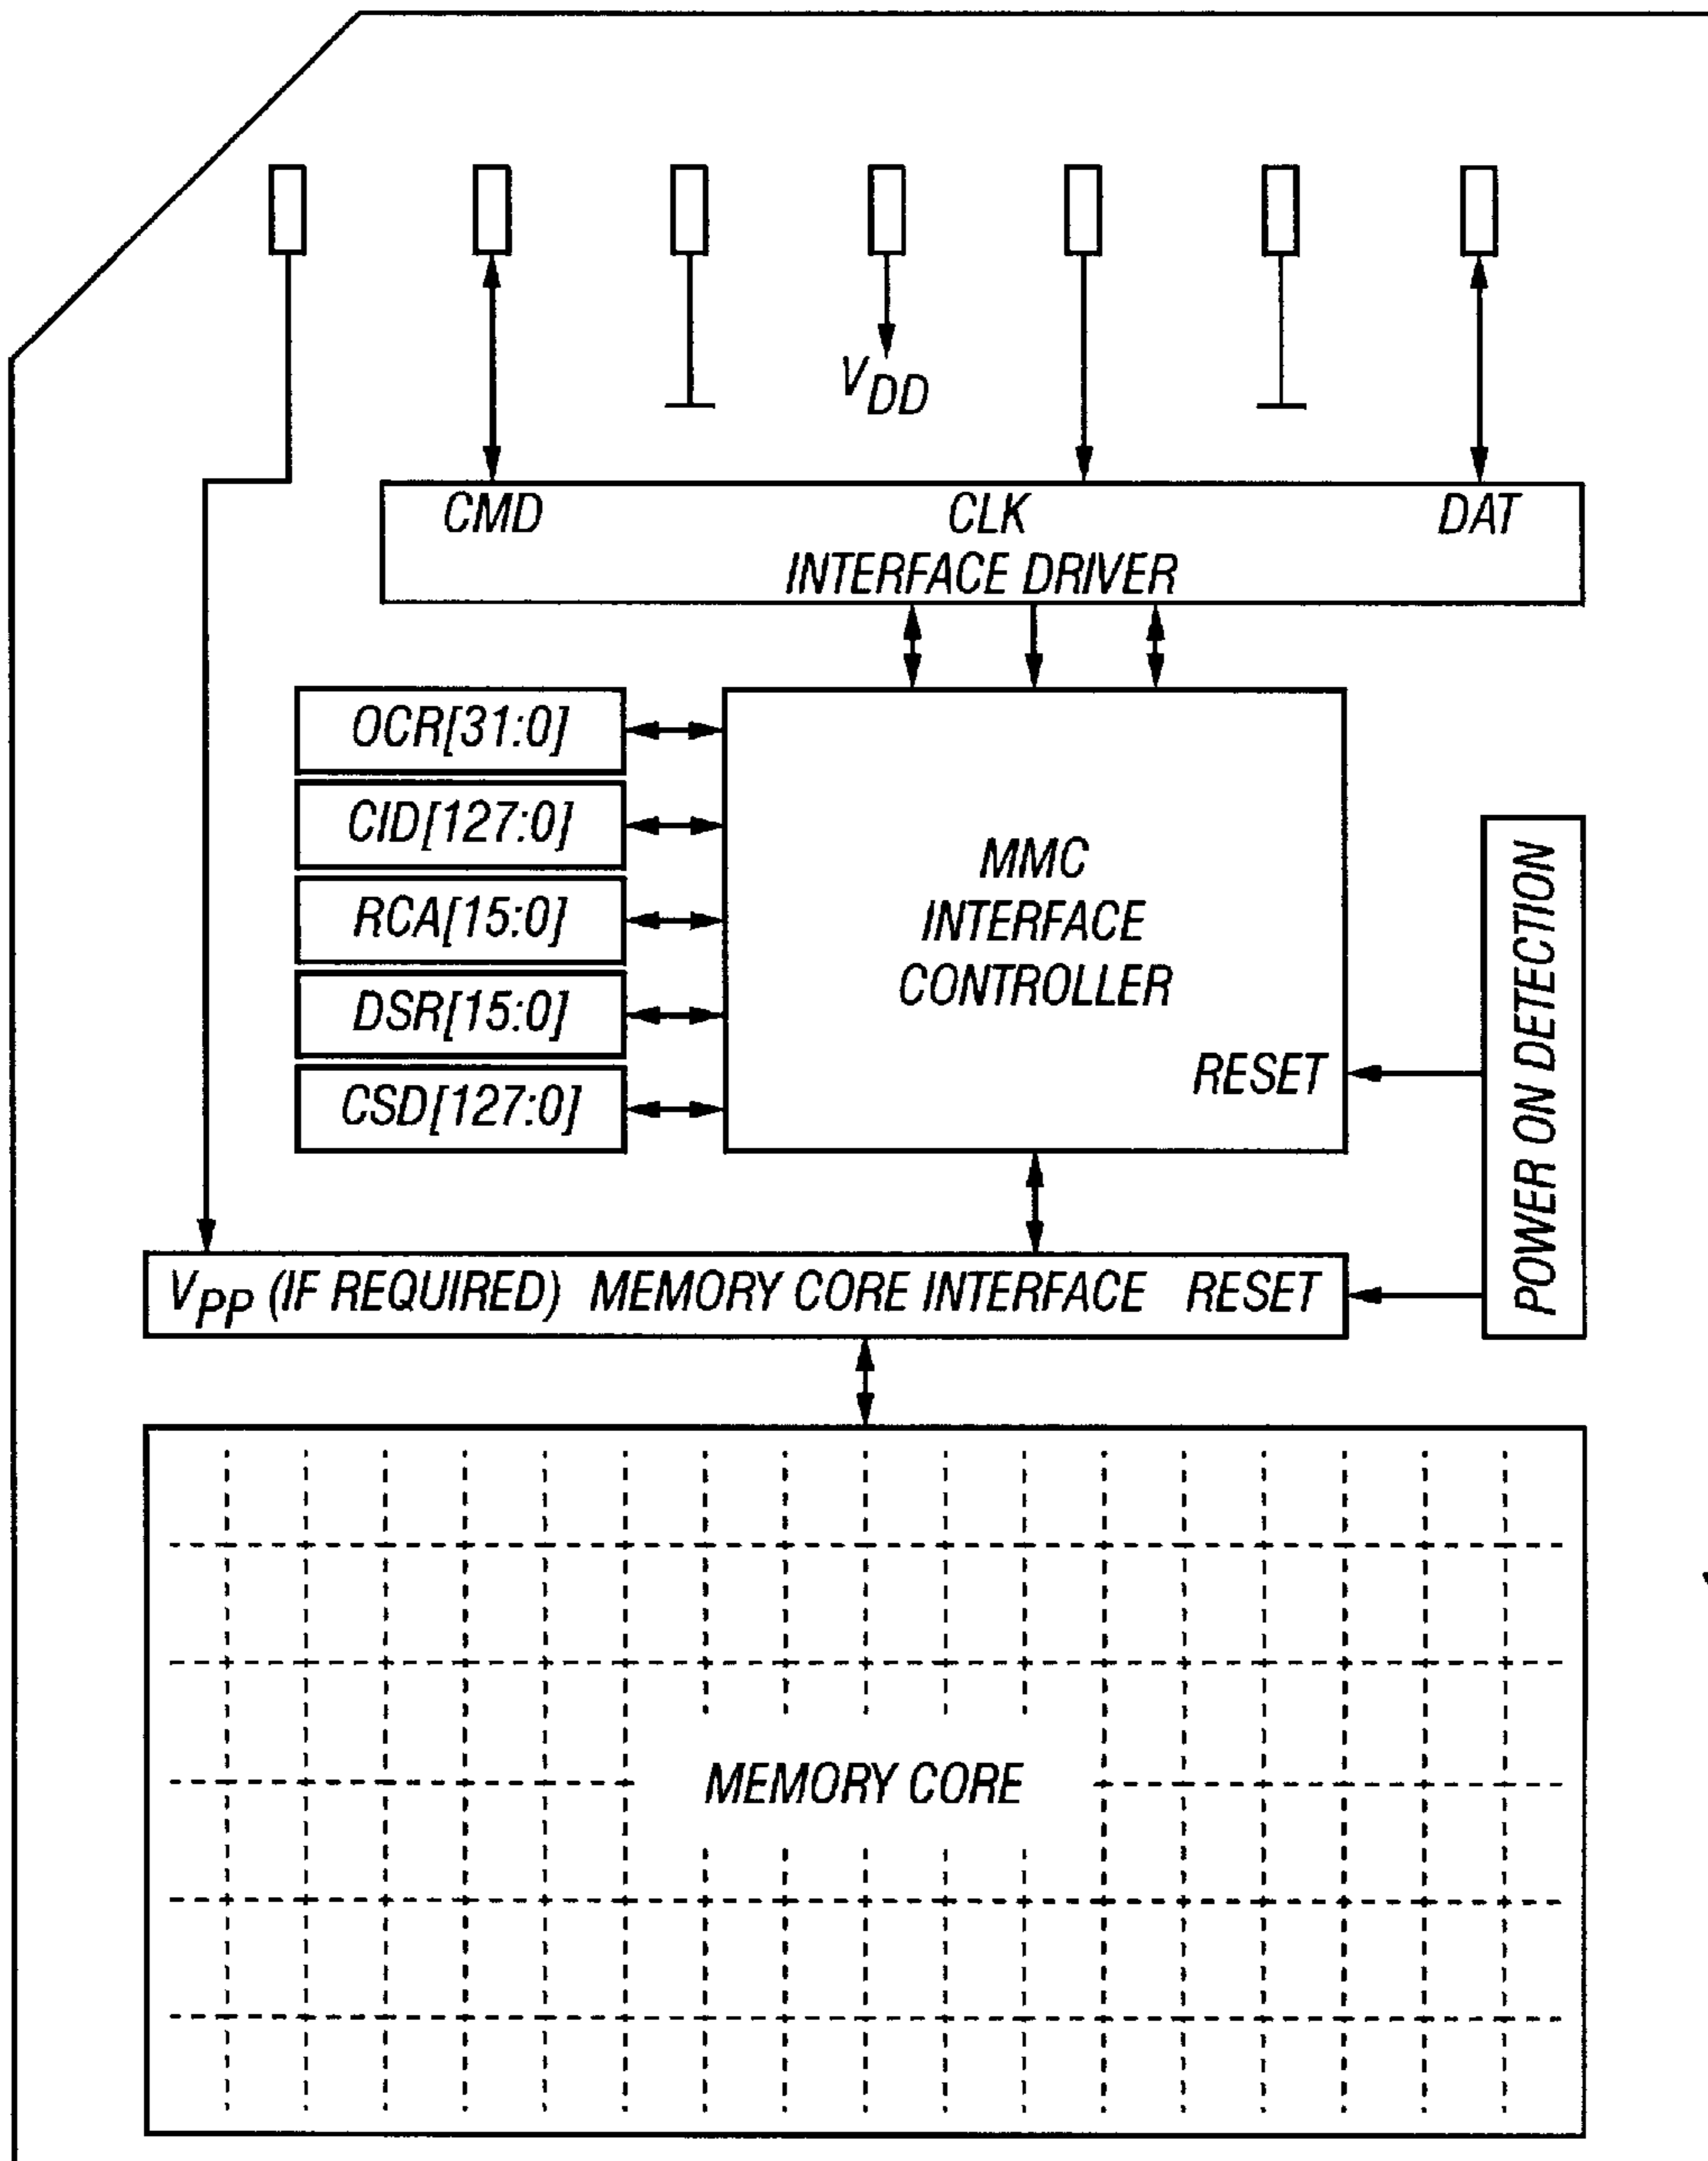 VDD
CMD CLK DAT
INTERFACE DRIVER
OCR[31:0]
CID[127:0]
RCA[15:0]
DSR[15:0]
CSD[127:0]
MMC
INTERFACE
CONTROLLER
RESET
POWER ON DETECTION
VPP (IF REQUIRED) MEMORY CORE INTERFACE RESET
MEMORY CORE